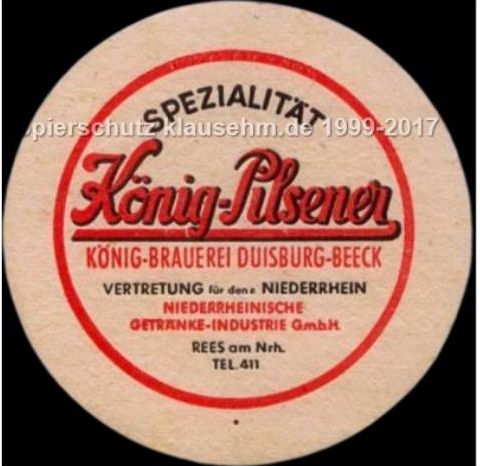 SPEZIALITÄT
opierschutz klausehm.de 1999-2017
König-Pilsener
KÖNIG-BRAUEREI DUISBURG-BEECK
VERTRETUNG für den NIEDERRHEIN
NIEDERRHEINISCHE
GETRÄNKE-INDUSTRIE GmbH
REES am Nrh.
TEL.411